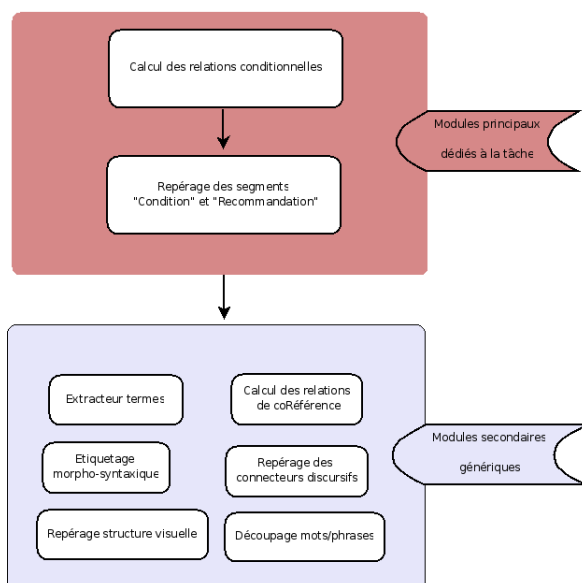 Calcul des relations conditionnelles
Modules principaux
dédiés à la tâche
Repérage des segments
"Condition" et "Recommandation"
Extracteur termes
Calcul des relations
de coRéférence
Modules secondaires
génériques
Etiquetage
morpho-syntaxique
Repérage des
connecteurs discursifs
Repérage structure visuelle
Découpage mots/phrases